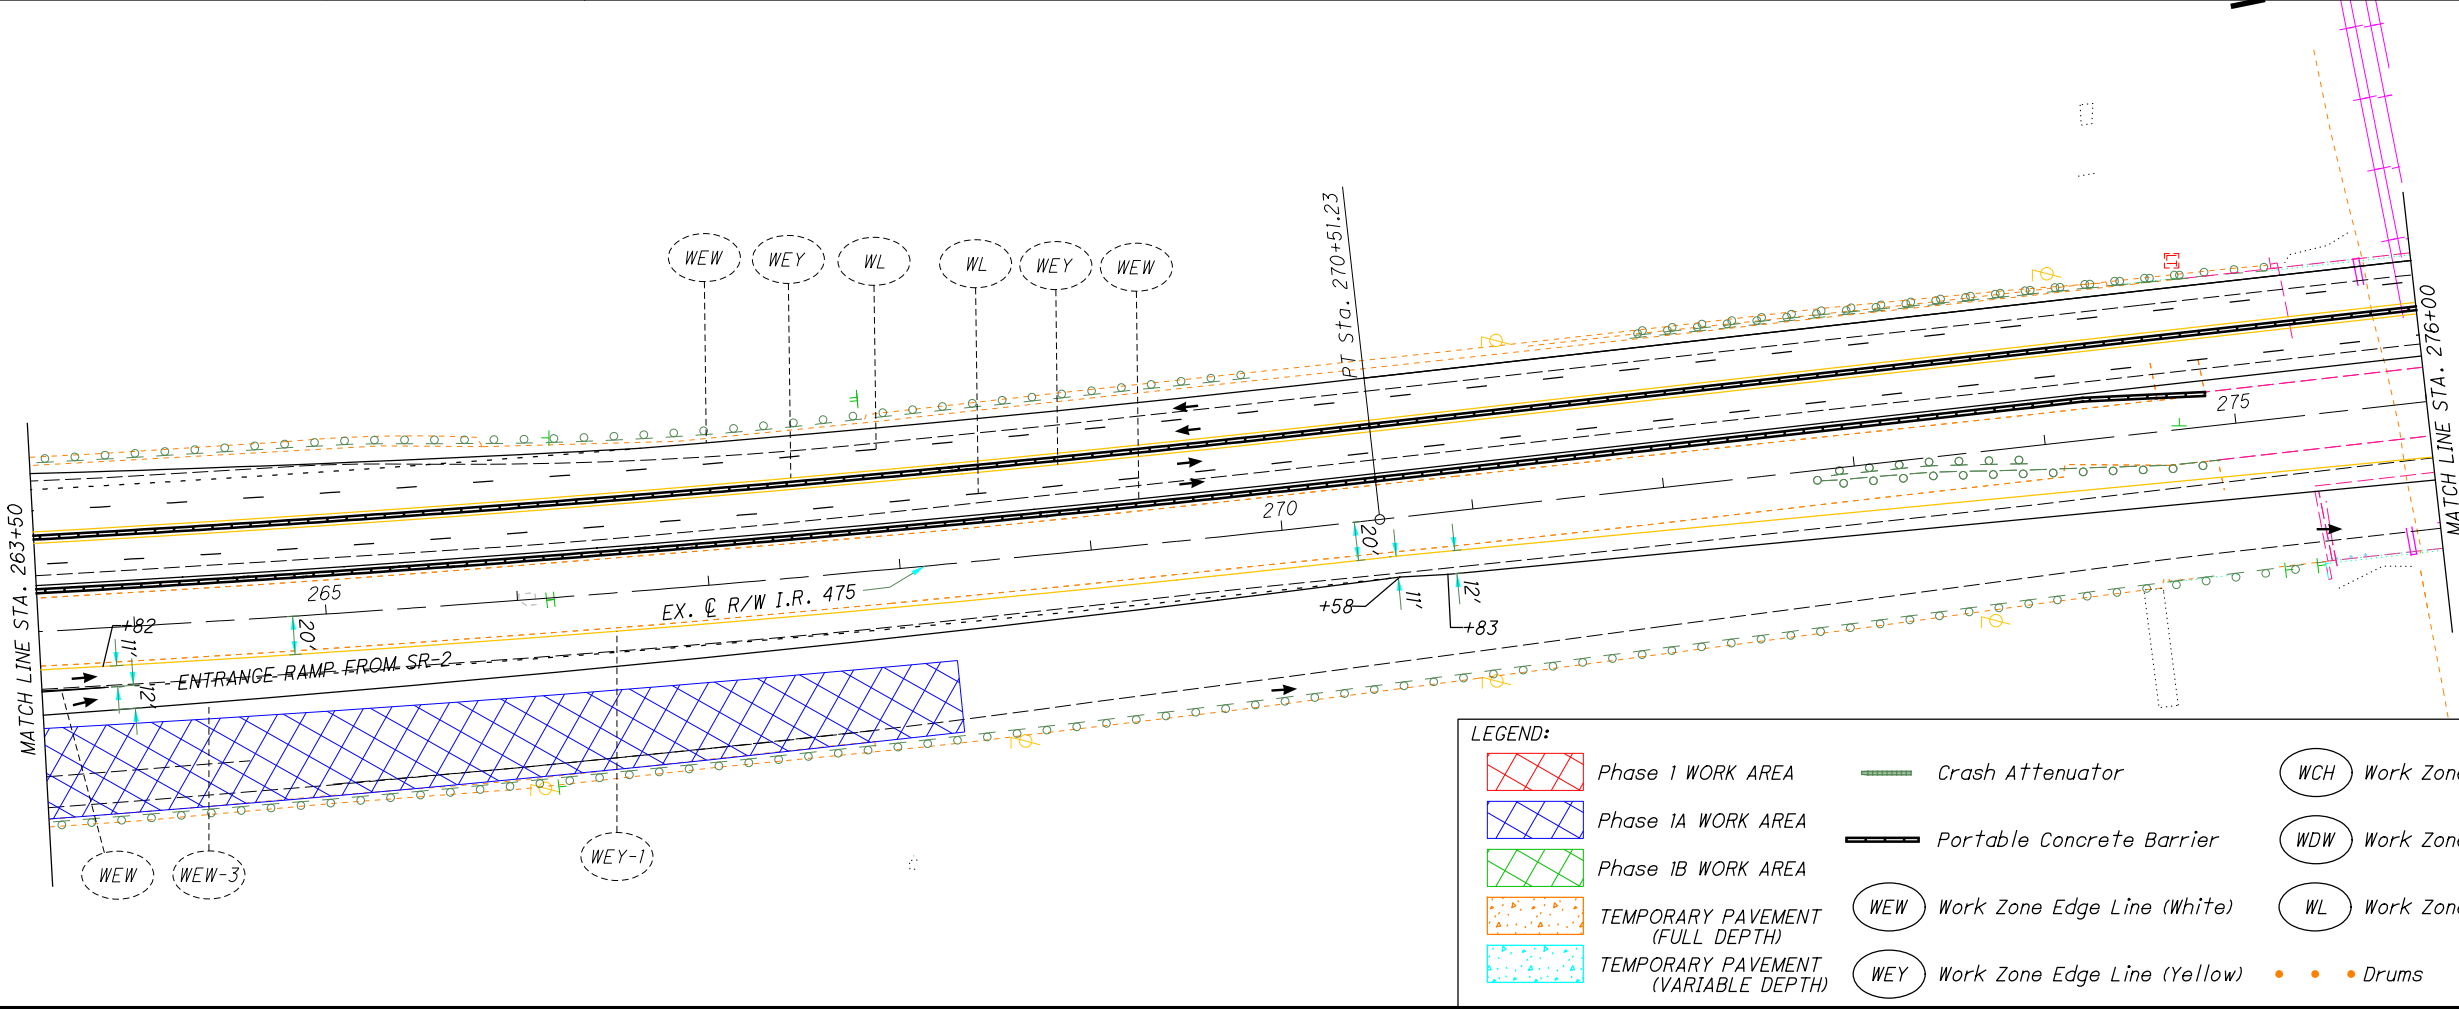 WEW
WEY
WL
WL
WEY
WEW
PT Sta. 270+51.23
MATCH LINE STA. 263+50
MATCH LINE STA. 276+00
265
270
275
EX. ℄ R/W I.R. 475
ENTRANGE RAMP FROM SR-2
+82
11'
12'
20'
20'
+58
11'
12'
+83
WEW
WEW-3
WEY-1
LEGEND:
Phase 1 WORK AREA
Phase 1A WORK AREA
Phase 1B WORK AREA
TEMPORARY PAVEMENT
(FULL DEPTH)
TEMPORARY PAVEMENT
(VARIABLE DEPTH)
Crash Attenuator
Portable Concrete Barrier
WEW Work Zone Edge Line (White)
WEY Work Zone Edge Line (Yellow)
WCH Work Zone
WDW Work Zone
WL Work Zone
Drums